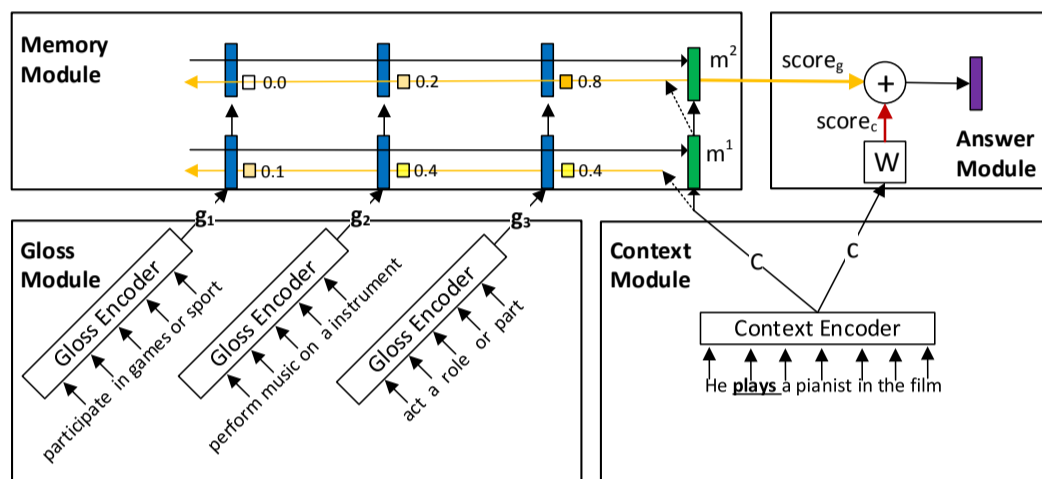 Memory Module
0.0
0.2
0.8
m²
0.1
0.4
0.4
m¹
score_g
+
score_c
W
Answer Module
Gloss Module
g₁
g₂
g₃
Gloss Encoder
Gloss Encoder
Gloss Encoder
participate in games or sport
perform music on a instrument
act a role or part
Context Module
C
C
Context Encoder
He plays a pianist in the film